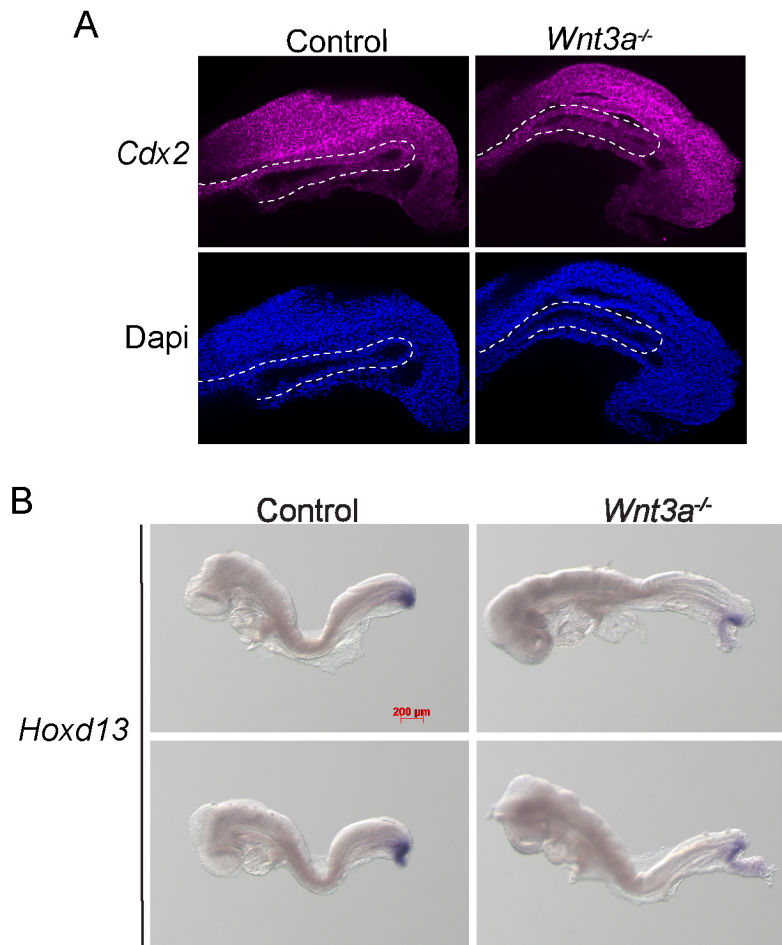 A
Control Wnt3a-/-
Cdx2
Dapi
B
Control Wnt3a-/-
200 µm
Hoxd13